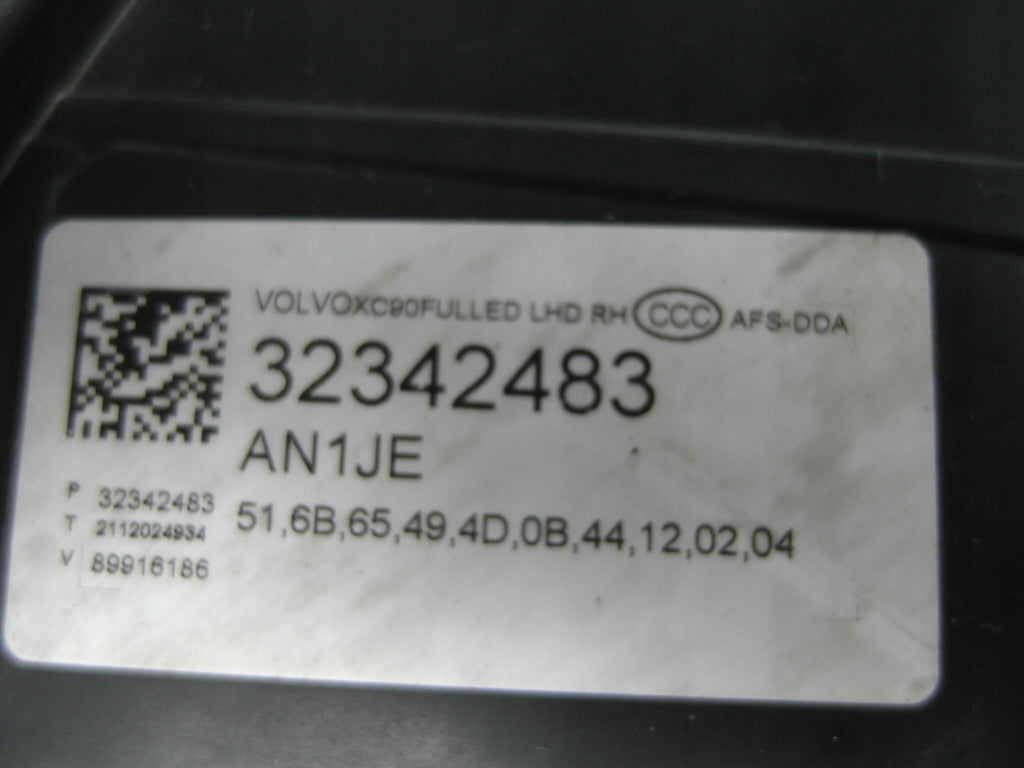 VOLVOXC90FULLED LHD RH CCC AFS-DDA
32342483
AN1JE
51,6B,65,49,4D,0B,44,12,02,04
P 32342483
T 2112024934
V 89916186